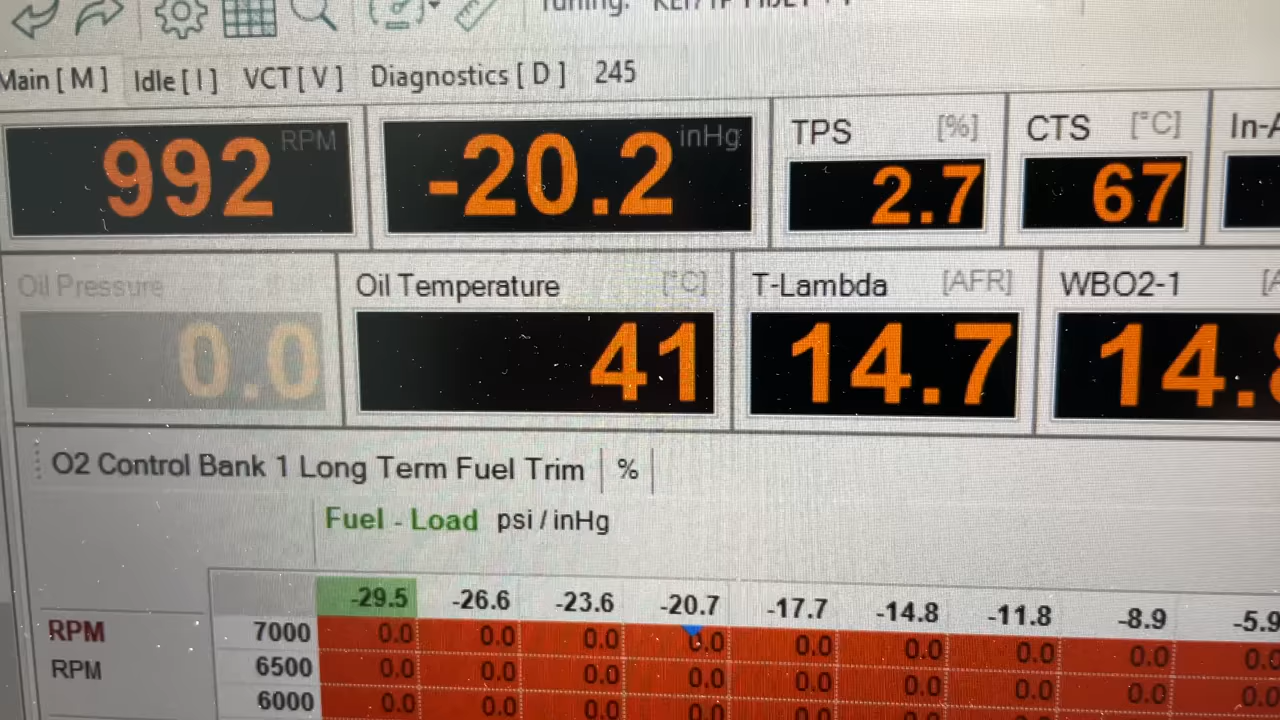 Tuning:
Main [ M ] Idle [ I ] VCT [ V ] Diagnostics [ D ] 245
992 RPM
-20.2 inHg
TPS [%]
2.7
CTS [°C]
67
Oil Pressure
0.0
Oil Temperature [°C]
41
T-Lambda [AFR]
14.7
WBO2-1
O2 Control Bank 1 Long Term Fuel Trim %
Fuel - Load psi / inHg
-29.5 -26.6 -23.6 -20.7 -17.7 -14.8 -11.8 -8.9 -5.9
RPM 7000 0.0 0.0 0.0 0.0 0.0 0.0 0.0 0.0
RPM 6500 0.0 0.0 0.0 0.0 0.0 0.0 0.0 0.0
6000 0.0 0.0 0.0 0.0 0.0 0.0 0.0